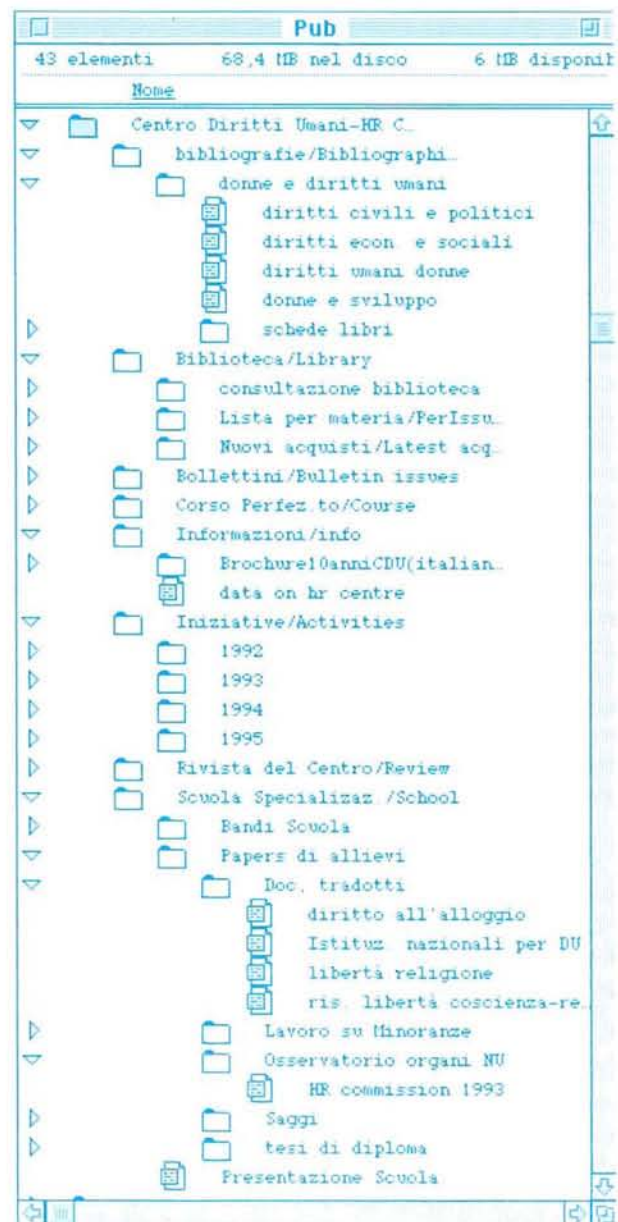 Pub
43 elementi 68,4 MB nel disco 6 MB disponib
Nome
Centro Diritti Umani-HR C…
bibliografie/Bibliographi…
donne e diritti umani
diritti civili e politici
diritti econ e sociali
diritti umani donne
donne e sviluppo
schede libri
Biblioteca/Library
consultazione biblioteca
Lista per materia/PerIssu…
Nuovi acquisti/Latest acq…
Bollettini/Bulletin issues
Corso Perfez.to/Course
Informazioni/info
Brochure10anniCDU(italian…
data on hr centre
Iniziative/Activities
1992
1993
1994
1995
Rivista del Centro/Review
Scuola Specializaz./School
Bandi Scuola
Papers di allievi
Doc. tradotti
diritto all'alloggio
Istituz. nazionali per DU
libertà religione
ris. libertà coscienza-re…
Lavoro su Minoranze
Osservatorio organi NU
HR commission 1993
Saggi
tesi di diploma
Presentazione Scuola